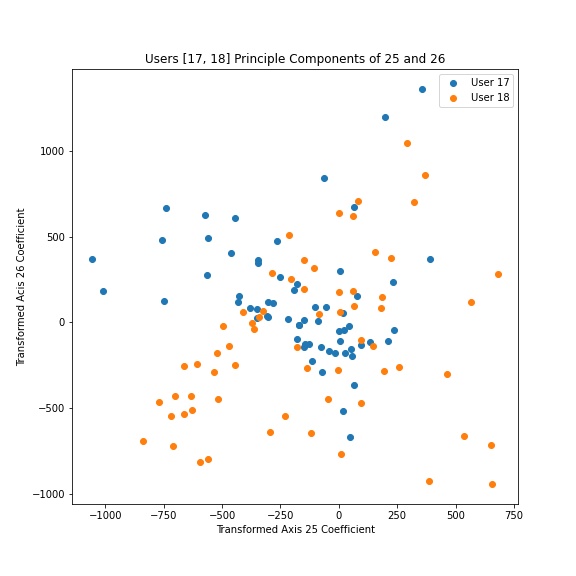 Users [17, 18] Principle Components of 25 and 26
User 17
User 18
1000
500
0
−500
−1000
Transformed Acis 26 Coefficient
−1000 −750 −500 −250 0 250 500 750
Transformed Axis 25 Coefficient